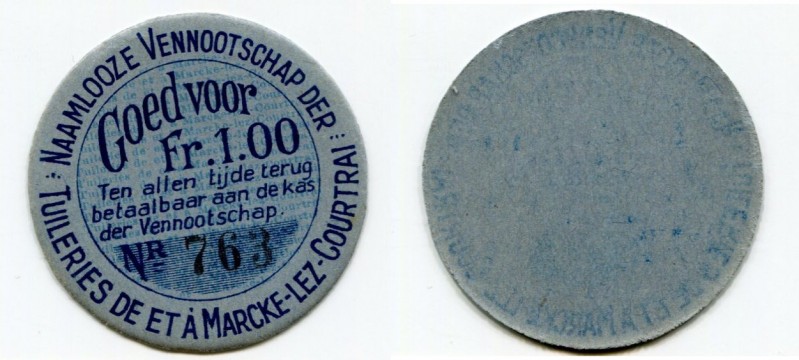 NAAMLOOZE VENNOOTSCHAP DER:
TUILERIES DE ET À MARCKE-LEZ-COURTRAI
Goed voor
Fr. 1.00
Ten allen tijde terug
betaalbaar aan de kas
der Vennootschap.
NR 763